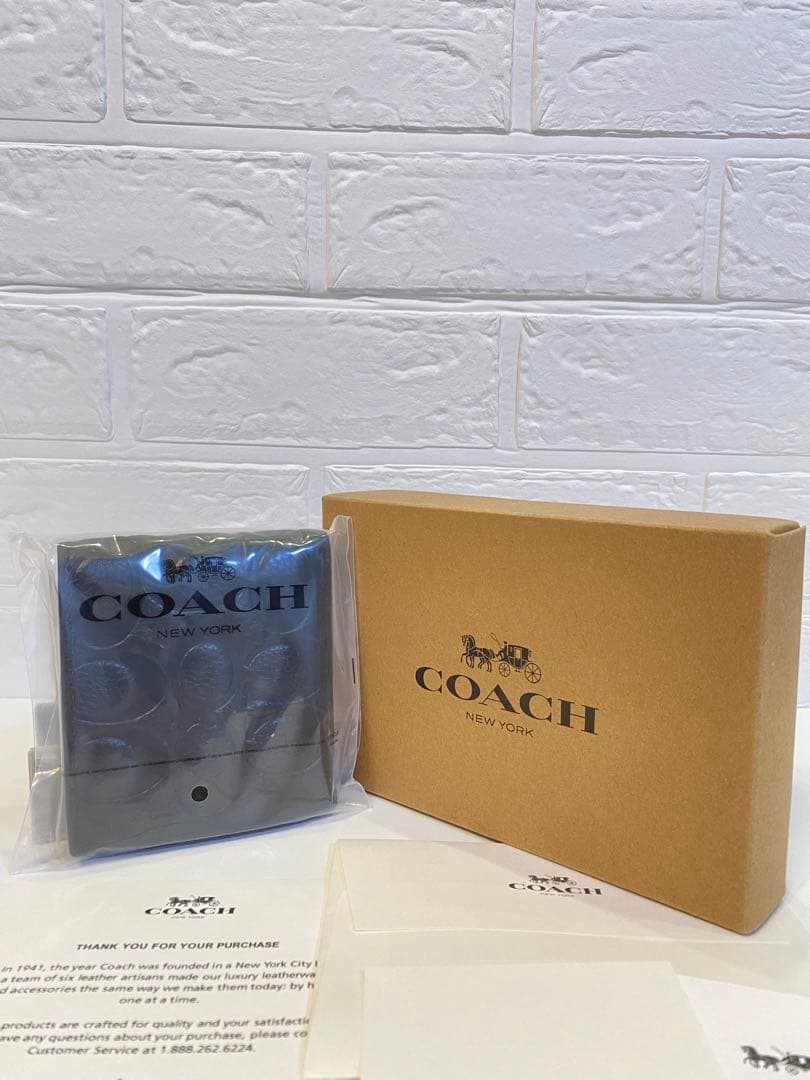 COACH
NEW YORK
COACH
NEW YORK
COACH
NEW YORK
THANK YOU FOR YOUR PURCHASE
in 1941, the year Coach was founded in a New York City
a team of six leather artisans made our luxury leatherwa
d accessories the same way we make them today: by h
one at a time.
products are crafted for quality and your satisfacti
ave any questions about your purchase, please co
Customer Service at 1.888.262.6224.
COACH
NEW YORK